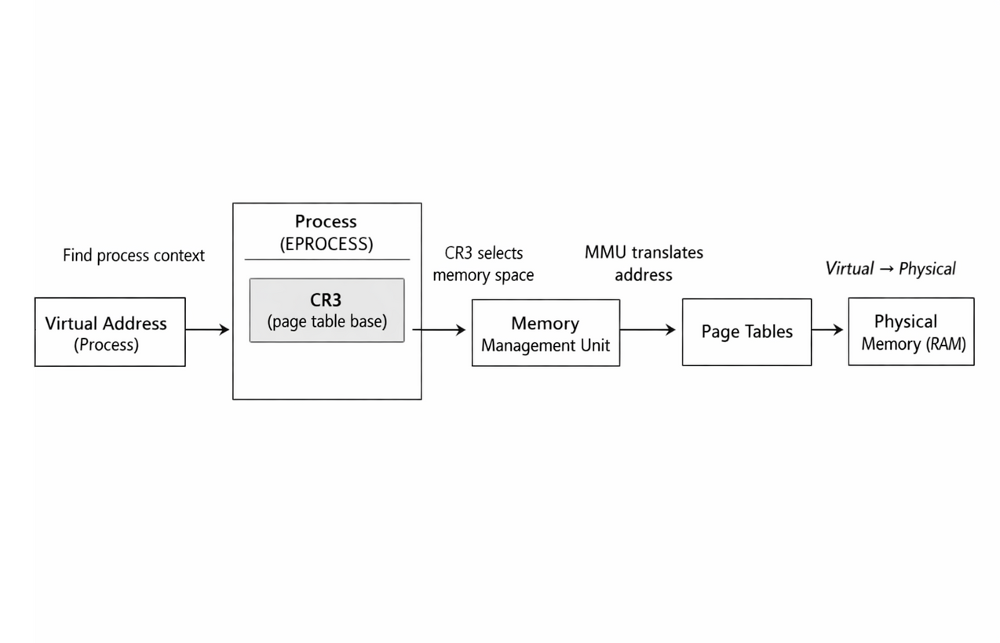 Find process context
Virtual Address
(Process)
Process
(EPROCESS)
CR3
(page table base)
CR3 selects
memory space
Memory
Management Unit
MMU translates
address
Page Tables
Virtual → Physical
Physical
Memory (RAM)